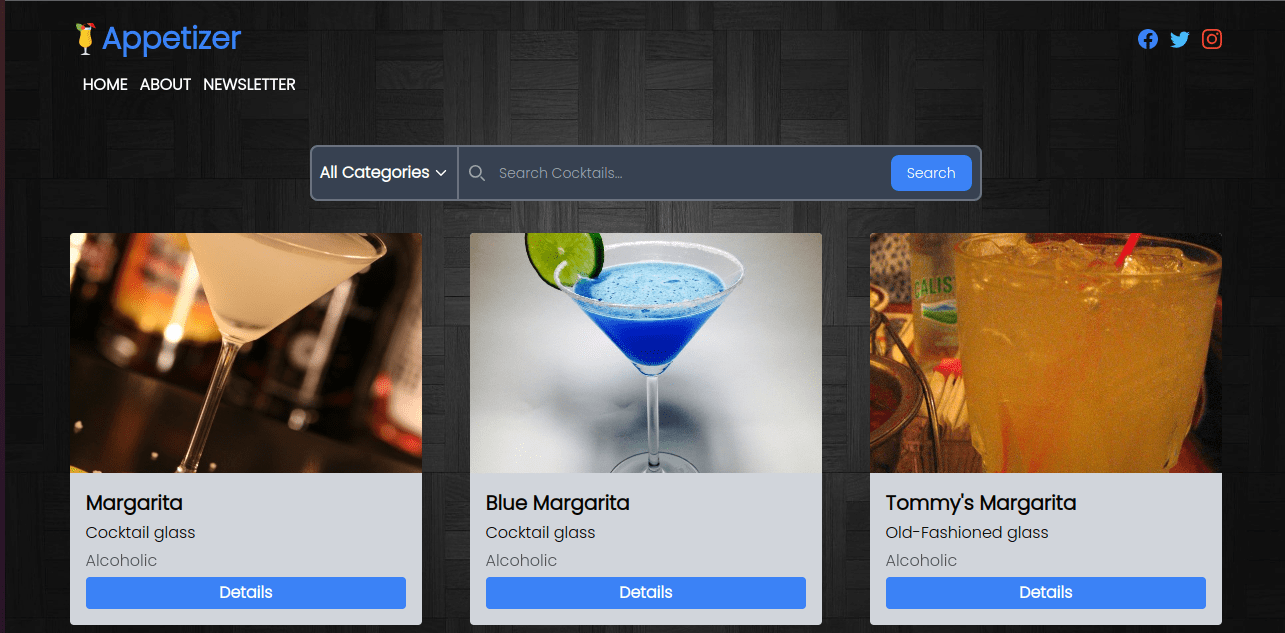 Appetizer
HOME ABOUT NEWSLETTER
All Categories Search Cocktails... Search
Margarita
Cocktail glass
Alcoholic
Details
Blue Margarita
Cocktail glass
Alcoholic
Details
CALIS
Tommy's Margarita
Old-Fashioned glass
Alcoholic
Details